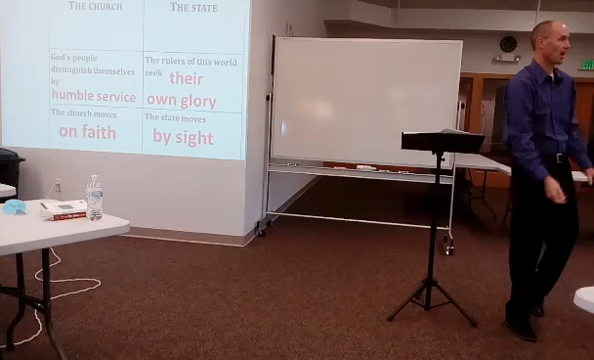 THE CHURCH
THE STATE
God's people
distinguish themselves
by
humble service
The rulers of this world
seek their
own glory
The church moves
on faith
The state moves
by sight